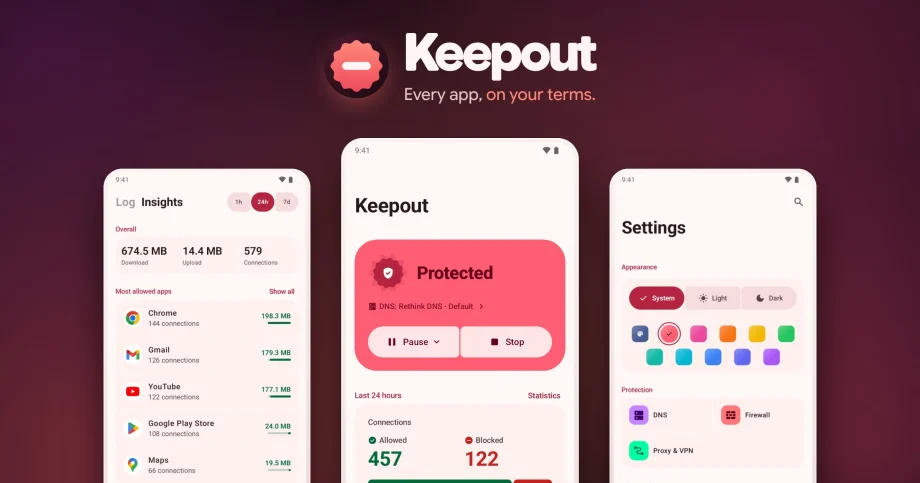 Keepout
Every app, on your terms.
9:41
Log Insights
1h 24h 7d
Overall
674.5 MB 14.4 MB 579
Download Upload Connections
Most allowed apps Show all
Chrome
144 connections
198.3 MB
Gmail
126 connections
179.3 MB
YouTube
122 connections
177.1 MB
Google Play Store
108 connections
24.0 MB
Maps
66 connections
19.5 MB
9:41
Keepout
Protected
DNS: Rethink DNS - Default
Pause Stop
Last 24 hours Statistics
Connections
Allowed Blocked
457 122
9:41
Settings
Appearance
System Light Dark
Protection
DNS Firewall
Proxy & VPN